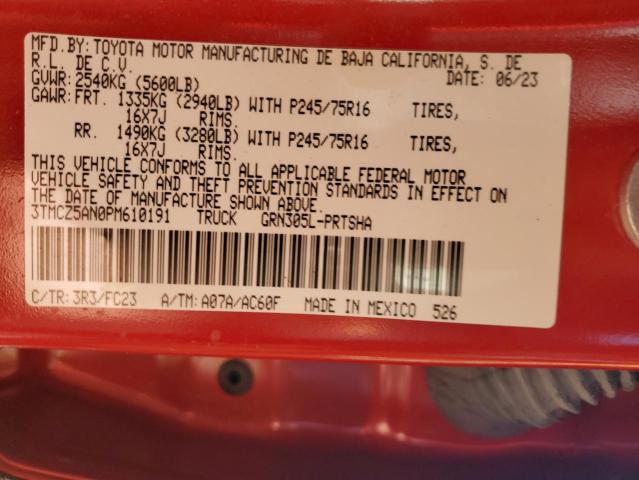 MFD.BY:TOYOTA MOTOR MANUFACTURING DE BAJA CALIFORNIA, S. DE
R.L. DE C.V. DATE: 06/23
GVWR:2540KG (5600LB)
GAWR:FRT. 1335KG (2940LB) WITH P245/75R16 TIRES,
16X7J RIMS.
RR. 1490KG (3280LB) WITH P245/75R16 TIRES,
16X7J RIMS.
THIS VEHICLE CONFORMS TO ALL APPLICABLE FEDERAL MOTOR
VEHICLE SAFETY AND THEFT PREVENTION STANDARDS IN EFFECT ON
THE DATE OF MANUFACTURE SHOWN ABOVE.
3TMCZ5AN0PM610191 TRUCK GRN305L-PRTSHA
C/TR:3R3/FC23 A/TM:A07A/AC60F MADE IN MEXICO 526